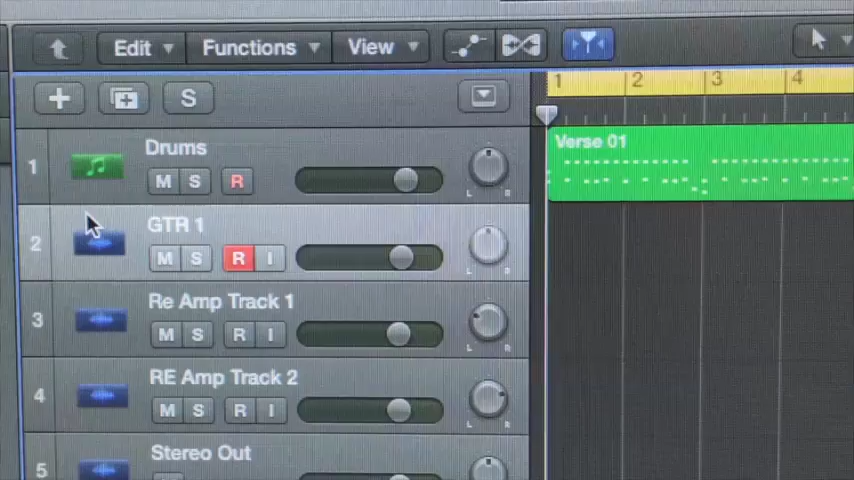 Edit Functions View
S
1 2 3 4
1 Drums
M S R
Verse 01
L R
2 GTR 1
M S R I
L R
3 Re Amp Track 1
M S R I
L R
4 RE Amp Track 2
M S R I
L R
5 Stereo Out